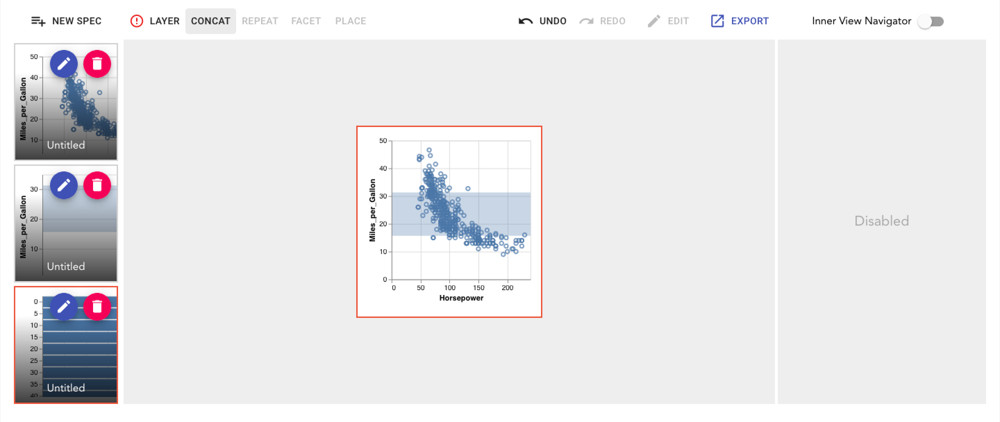 NEW SPEC LAYER CONCAT REPEAT FACET PLACE UNDO REDO EDIT EXPORT Inner View Navigator
50
40
30
20
10
Miles_per_Gallon
Untitled
30
20
10
Miles_per_Gallon
Untitled
0
5
10
15
20
25
30
35
40
Untitled
50
40
30
20
10
0
Miles_per_Gallon
0 50 100 150 200
Horsepower
Disabled